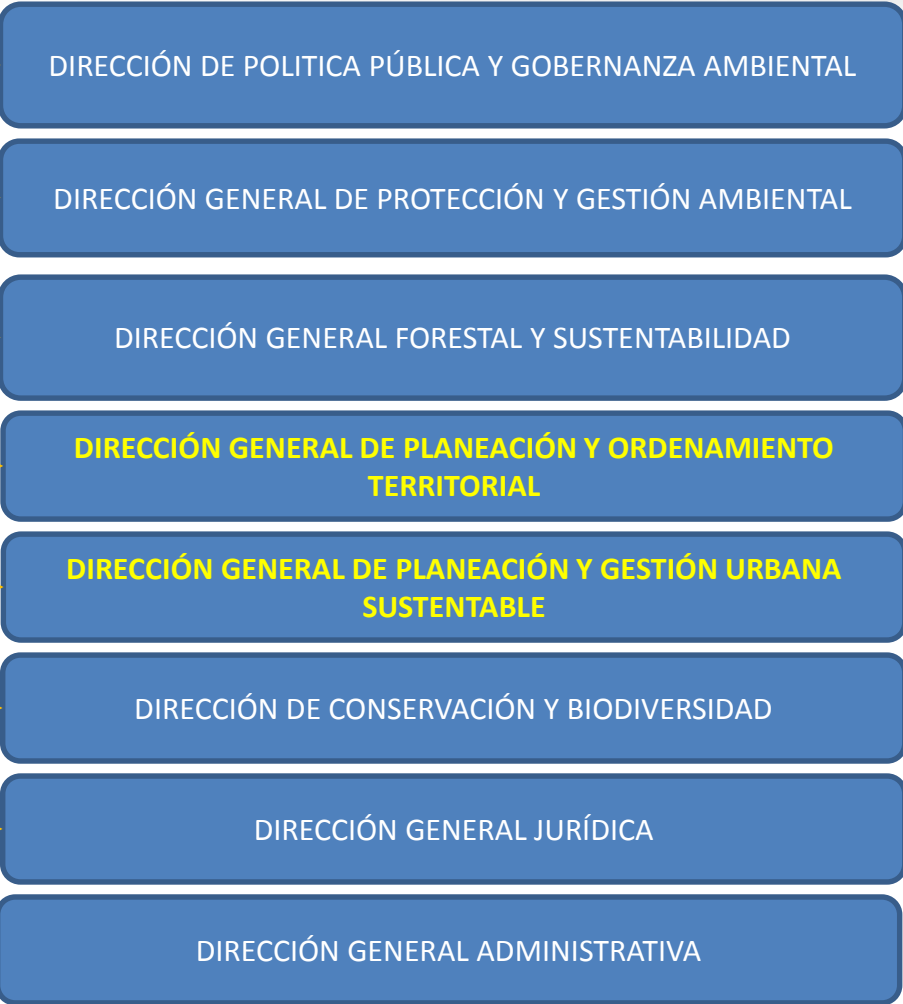 DIRECCIÓN DE POLITICA PÚBLICA Y GOBERNANZA AMBIENTAL
DIRECCIÓN GENERAL DE PROTECCIÓN Y GESTIÓN AMBIENTAL
DIRECCIÓN GENERAL FORESTAL Y SUSTENTABILIDAD
DIRECCIÓN GENERAL DE PLANEACIÓN Y ORDENAMIENTO
TERRITORIAL
DIRECCIÓN GENERAL DE PLANEACIÓN Y GESTIÓN URBANA
SUSTENTABLE
DIRECCIÓN DE CONSERVACIÓN Y BIODIVERSIDAD
DIRECCIÓN GENERAL JURÍDICA
DIRECCIÓN GENERAL ADMINISTRATIVA